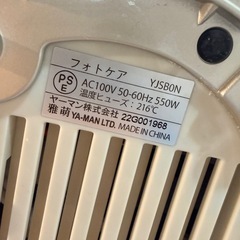 フォトケア YJSB0N
PS
E
AC100V 50-60Hz 550W
温度ヒューズ：216℃
ヤーマン株式会社 22G001968
雅萌 YA-MAN LTD. MADE IN CHINA